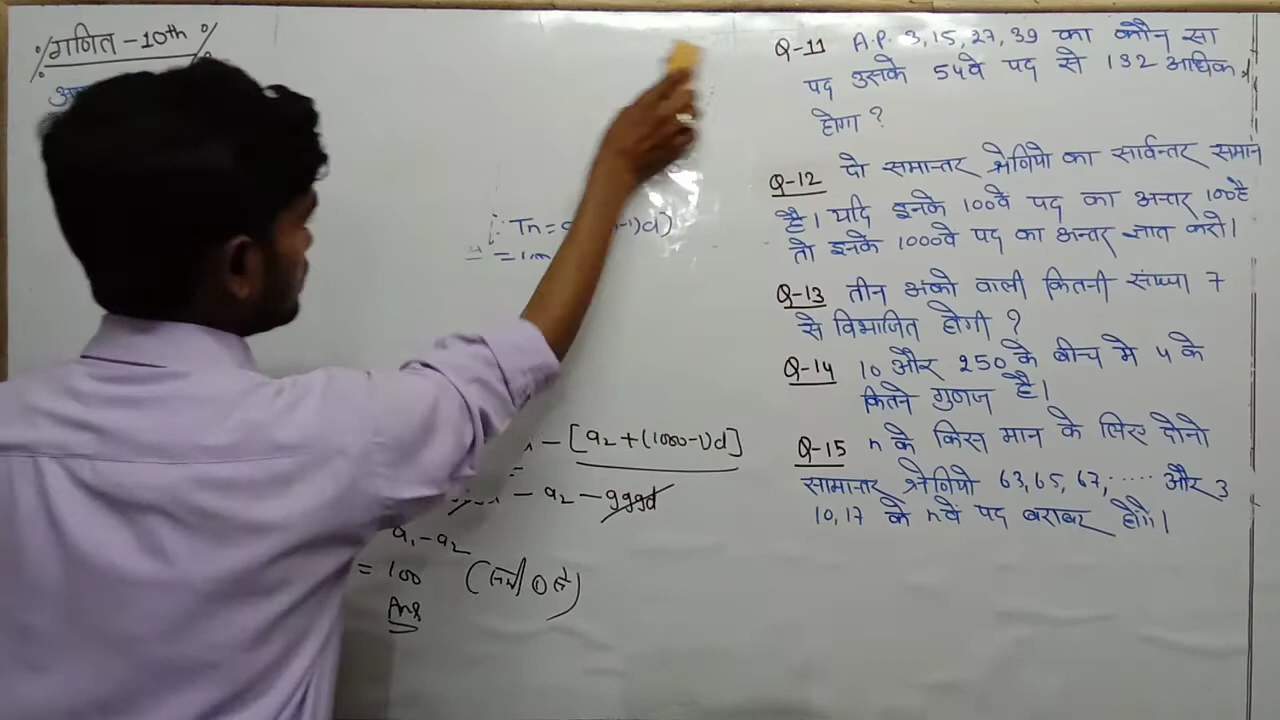 गणित - 10th
Tn = a
-1)d)
=
- [a₂ + (1000-1)d]
- a₂ - 999d
a₁ - a₂
= 100
Ans
Q-11 A.P. 3, 15, 27, 39 का कौन सा
पद उसके 54वे पद से 132 अधिक
होगा ?
Q-12 दो समान्तर श्रेणियो का सार्वन्तर समान
है। यदि इनके 100वे पद का अन्तर 100 है
तो इनके 1000वे पद का अन्तर ज्ञात करो।
Q-13 तीन अंको वाली कितनी संख्या 7
से विभाजित होगी ?
Q-14 10 और 250 के बीच मे 4 के
कितने गुणज है।
Q-15 n के किस मान के लिए दोनो
सामान्तर श्रेणियो 63, 65, 67, ..... और 3
10, 17 के nवे पद बराबर होंगे।